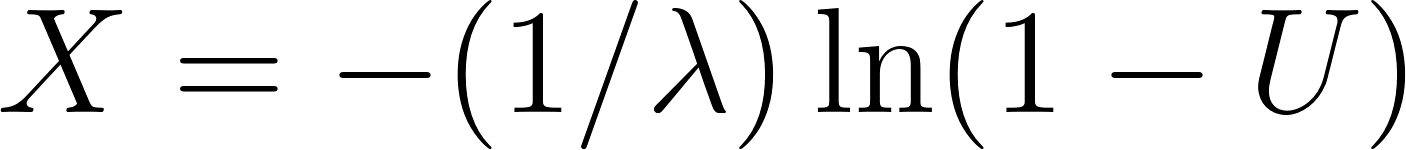 X = −(1/λ) ln(1 − U)